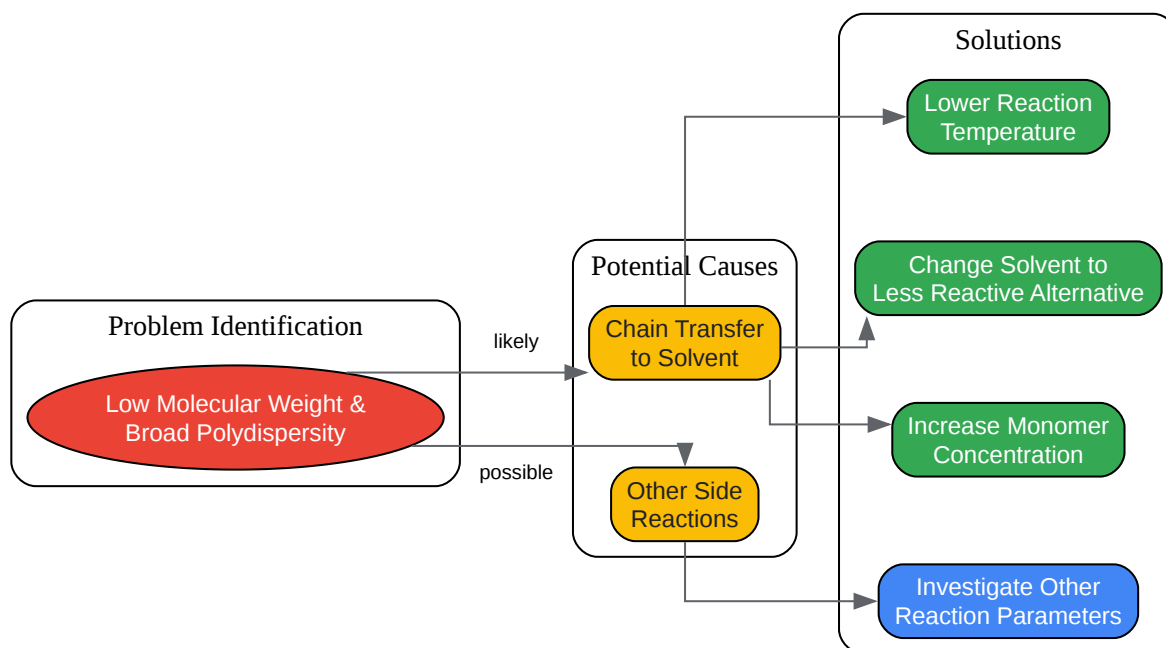 Problem Identification
Low Molecular Weight &
Broad Polydispersity
likely
possible
Potential Causes
Chain Transfer
to Solvent
Other Side
Reactions
Solutions
Lower Reaction
Temperature
Change Solvent to
Less Reactive Alternative
Increase Monomer
Concentration
Investigate Other
Reaction Parameters